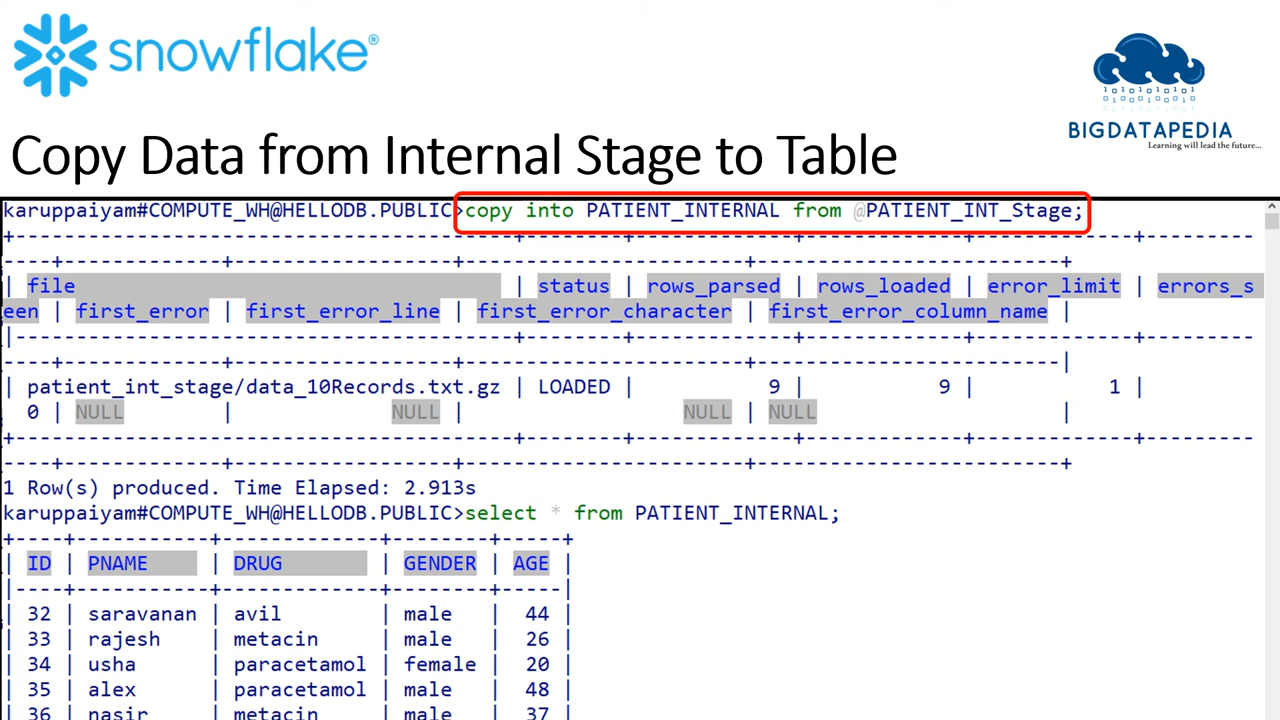 snowflake®
BIGDATAPEDIA
Learning will lead the future...
Copy Data from Internal Stage to Table
karuppaiyam#COMPUTE_WH@HELLODB.PUBLIC>copy into PATIENT_INTERNAL from @PATIENT_INT_Stage;
+-----------------------------------------+--------+-------------+-------------+-------------+---------
----+-------------+------------------+-----------------------+-------------------------+
| file | status | rows_parsed | rows_loaded | error_limit | errors_s
een | first_error | first_error_line | first_error_character | first_error_column_name |
|-----------------------------------------+--------+-------------+-------------+-------------+---------
----+-------------+------------------+-----------------------+-------------------------|
| patient_int_stage/data_10Records.txt.gz | LOADED | 9 | 9 | 1 |
0 | NULL | NULL | NULL | NULL |
+-----------------------------------------+--------+-------------+-------------+-------------+---------
----+-------------+------------------+-----------------------+-------------------------+
1 Row(s) produced. Time Elapsed: 2.913s
karuppaiyam#COMPUTE_WH@HELLODB.PUBLIC>select * from PATIENT_INTERNAL;
+----+-----------+-------------+--------+-----+
| ID | PNAME | DRUG | GENDER | AGE |
|----+-----------+-------------+--------+-----|
| 32 | saravanan | avil | male | 44 |
| 33 | rajesh | metacin | male | 26 |
| 34 | usha | paracetamol | female | 20 |
| 35 | alex | paracetamol | male | 48 |
| 36 | nasir | metacin | male | 37 |